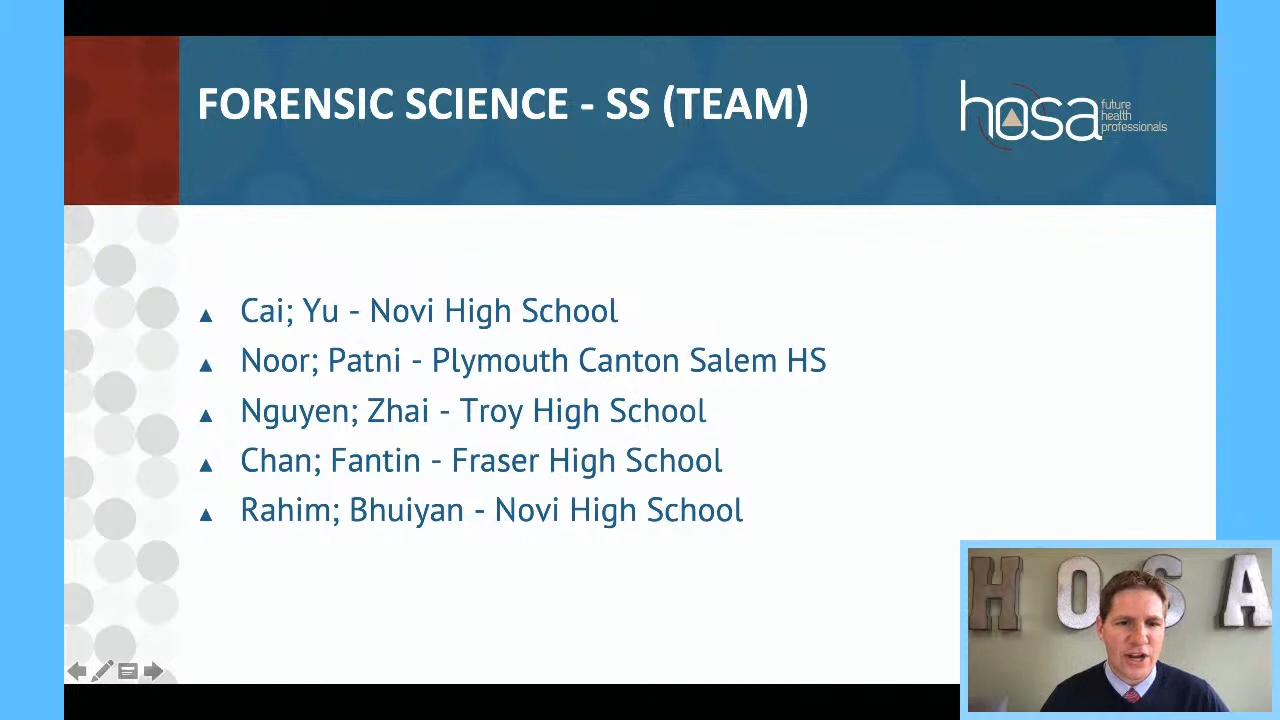 FORENSIC SCIENCE - SS (TEAM)
hosa
future
health
professionals
▲ Cai; Yu - Novi High School
▲ Noor; Patni - Plymouth Canton Salem HS
▲ Nguyen; Zhai - Troy High School
▲ Chan; Fantin - Fraser High School
▲ Rahim; Bhuiyan - Novi High School
HOSA